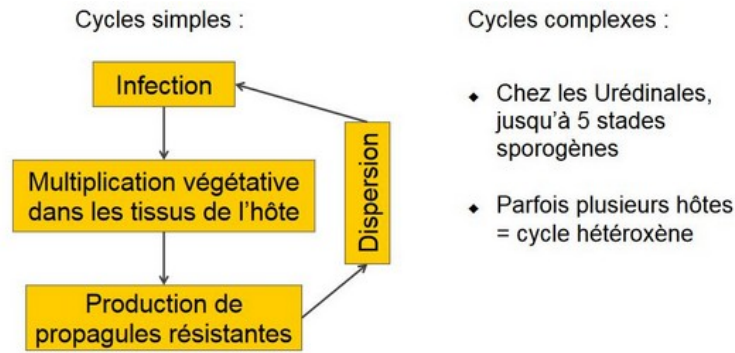 Cycles simples :
Infection
Multiplication végétative
dans les tissus de l'hôte
Production de
propagules résistantes
Dispersion
Cycles complexes :
Chez les Urédinales,
jusqu'à 5 stades
sporogènes
Parfois plusieurs hôtes
= cycle hétéroxène